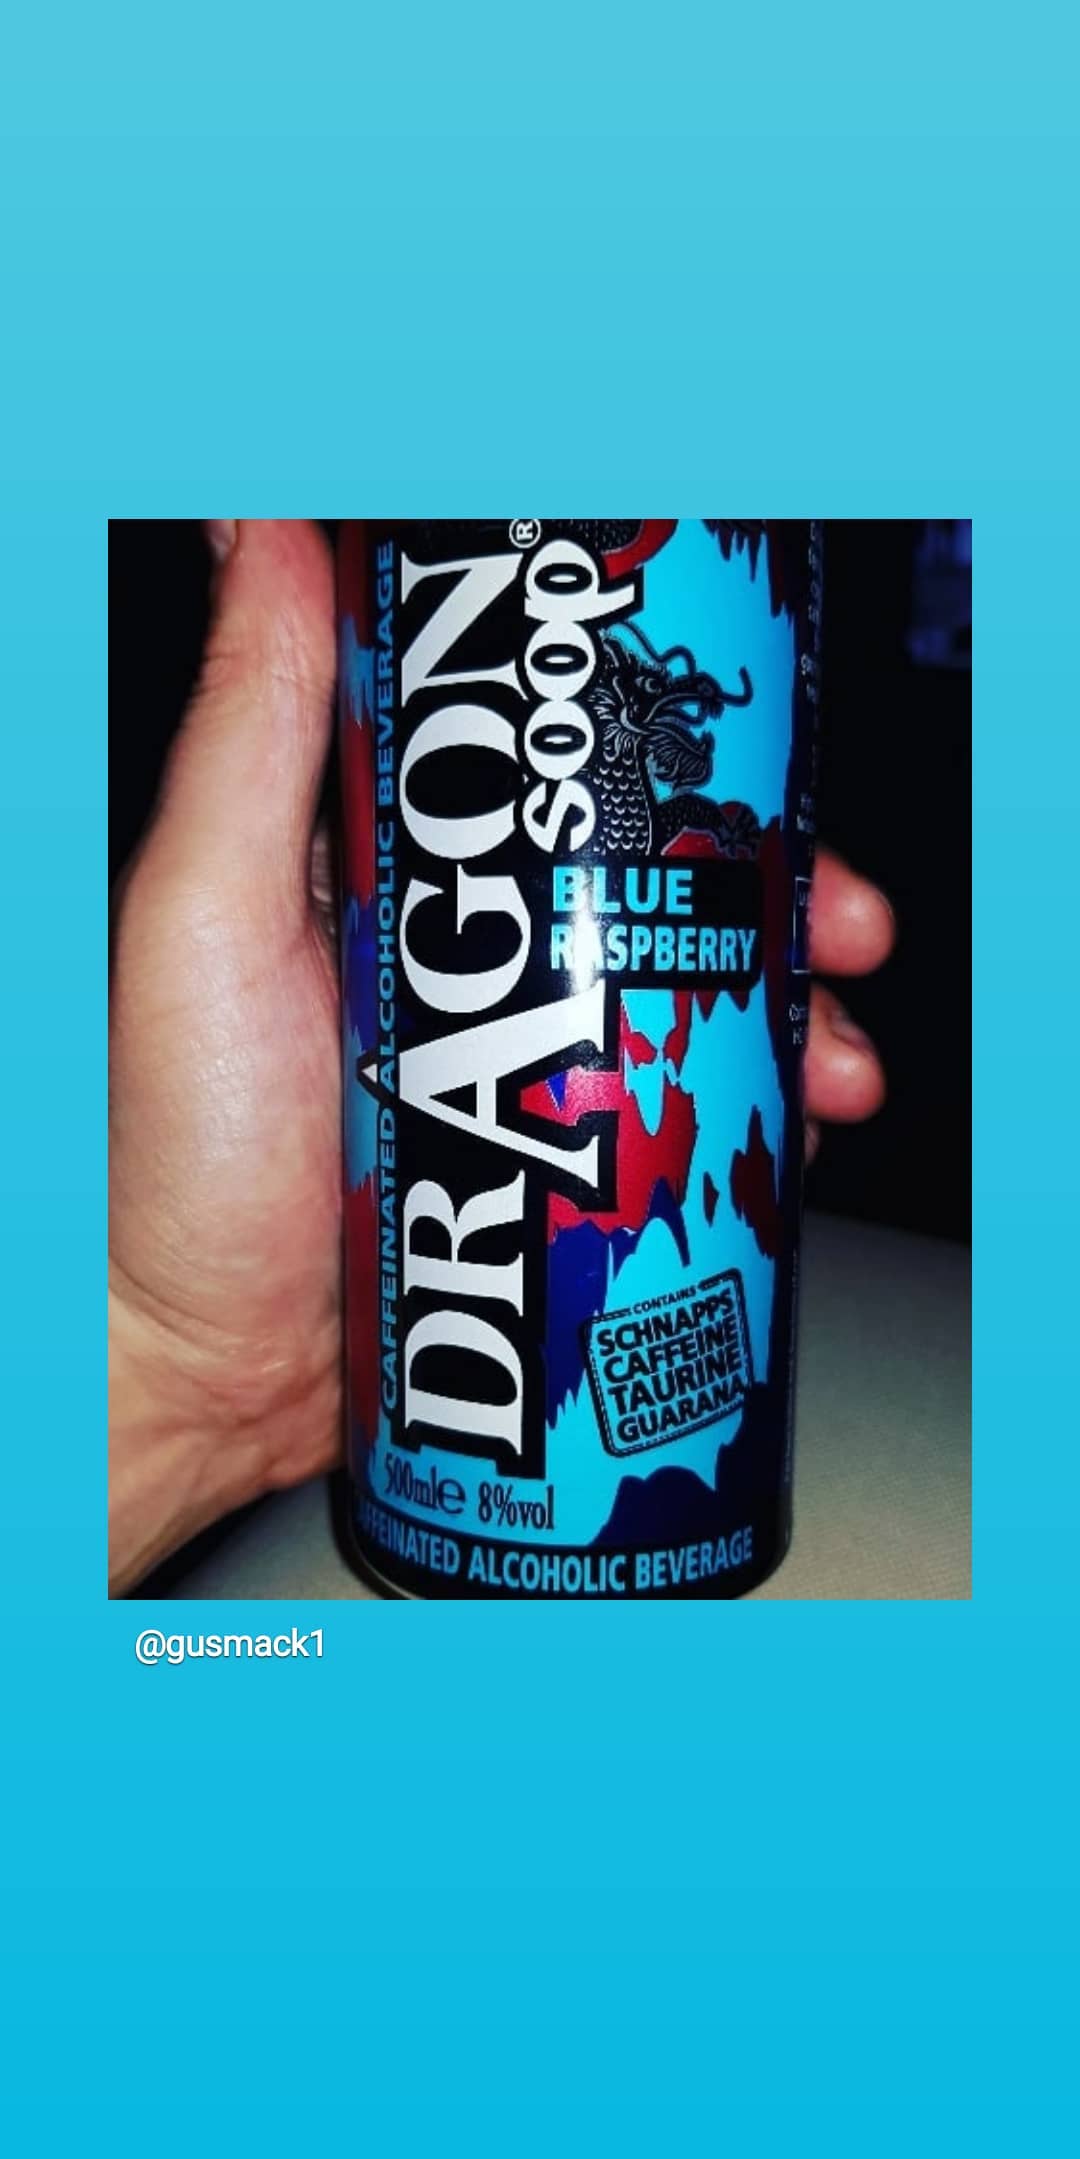 CAFFEINATED ALCOHOLIC BEVERAGE
DRAGON®
SOOP
BLUE
RASPBERRY
CONTAINS
SCHNAPPS
CAFFEINE
TAURINE
GUARANA
500ml℮ 8%vol
CAFFEINATED ALCOHOLIC BEVERAGE
@gusmack1